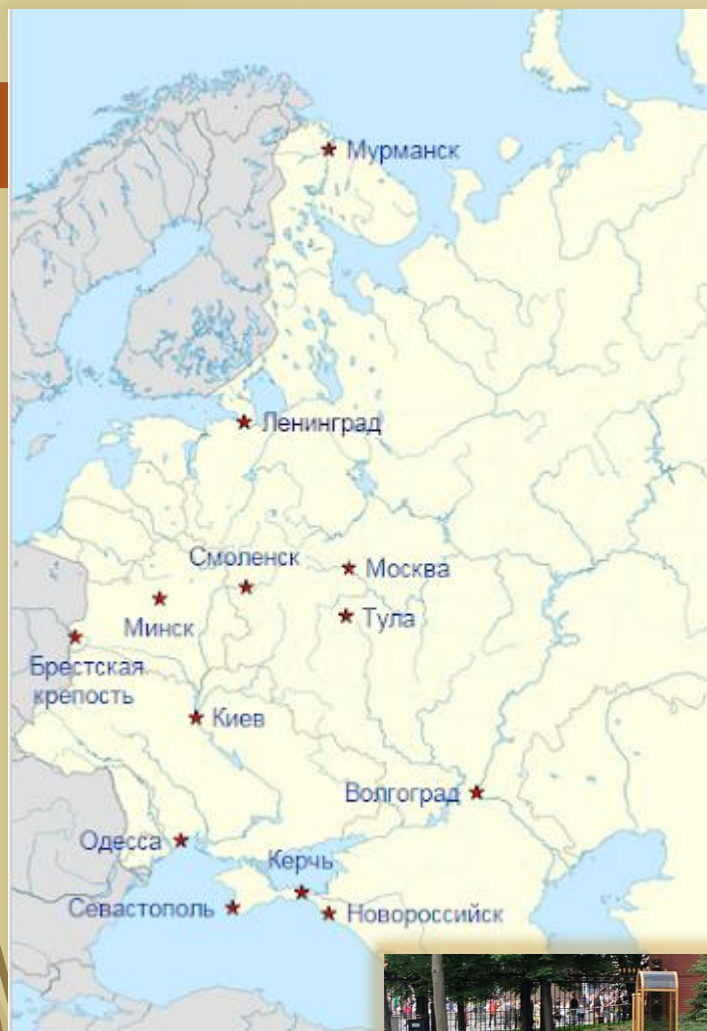 Мурманск
Ленинград
Смоленск
Москва
Минск
Тула
Брестская
крепость
Киев
Волгоград
Одесса
Керчь
Севастополь
Новороссийск